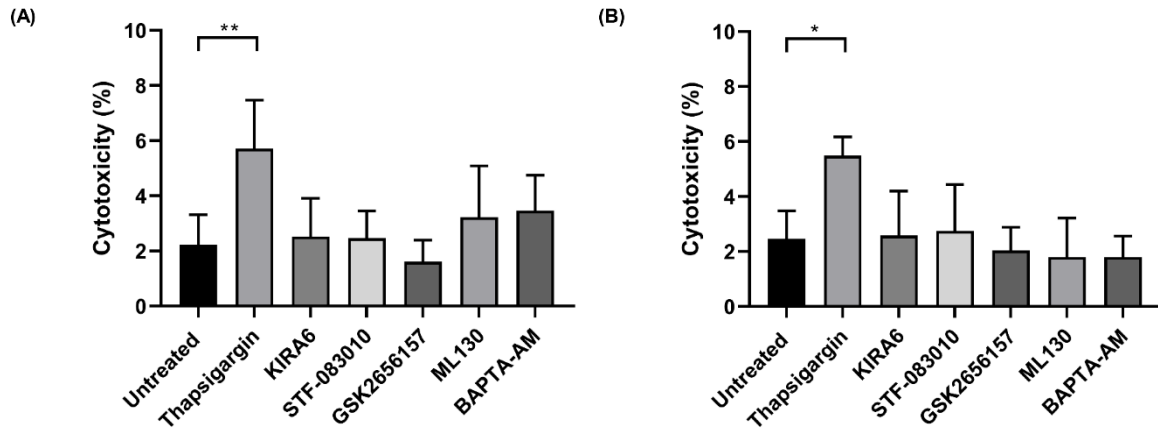 (A)
Cytotoxicity (%)
10
8
6
4
2
0
**
Untreated
Thapsigargin
KIRA6
STF-083010
GSK2656157
ML130
BAPTA-AM
(B)
Cytotoxicity (%)
10
8
6
4
2
0
*
Untreated
Thapsigargin
KIRA6
STF-083010
GSK2656157
ML130
BAPTA-AM